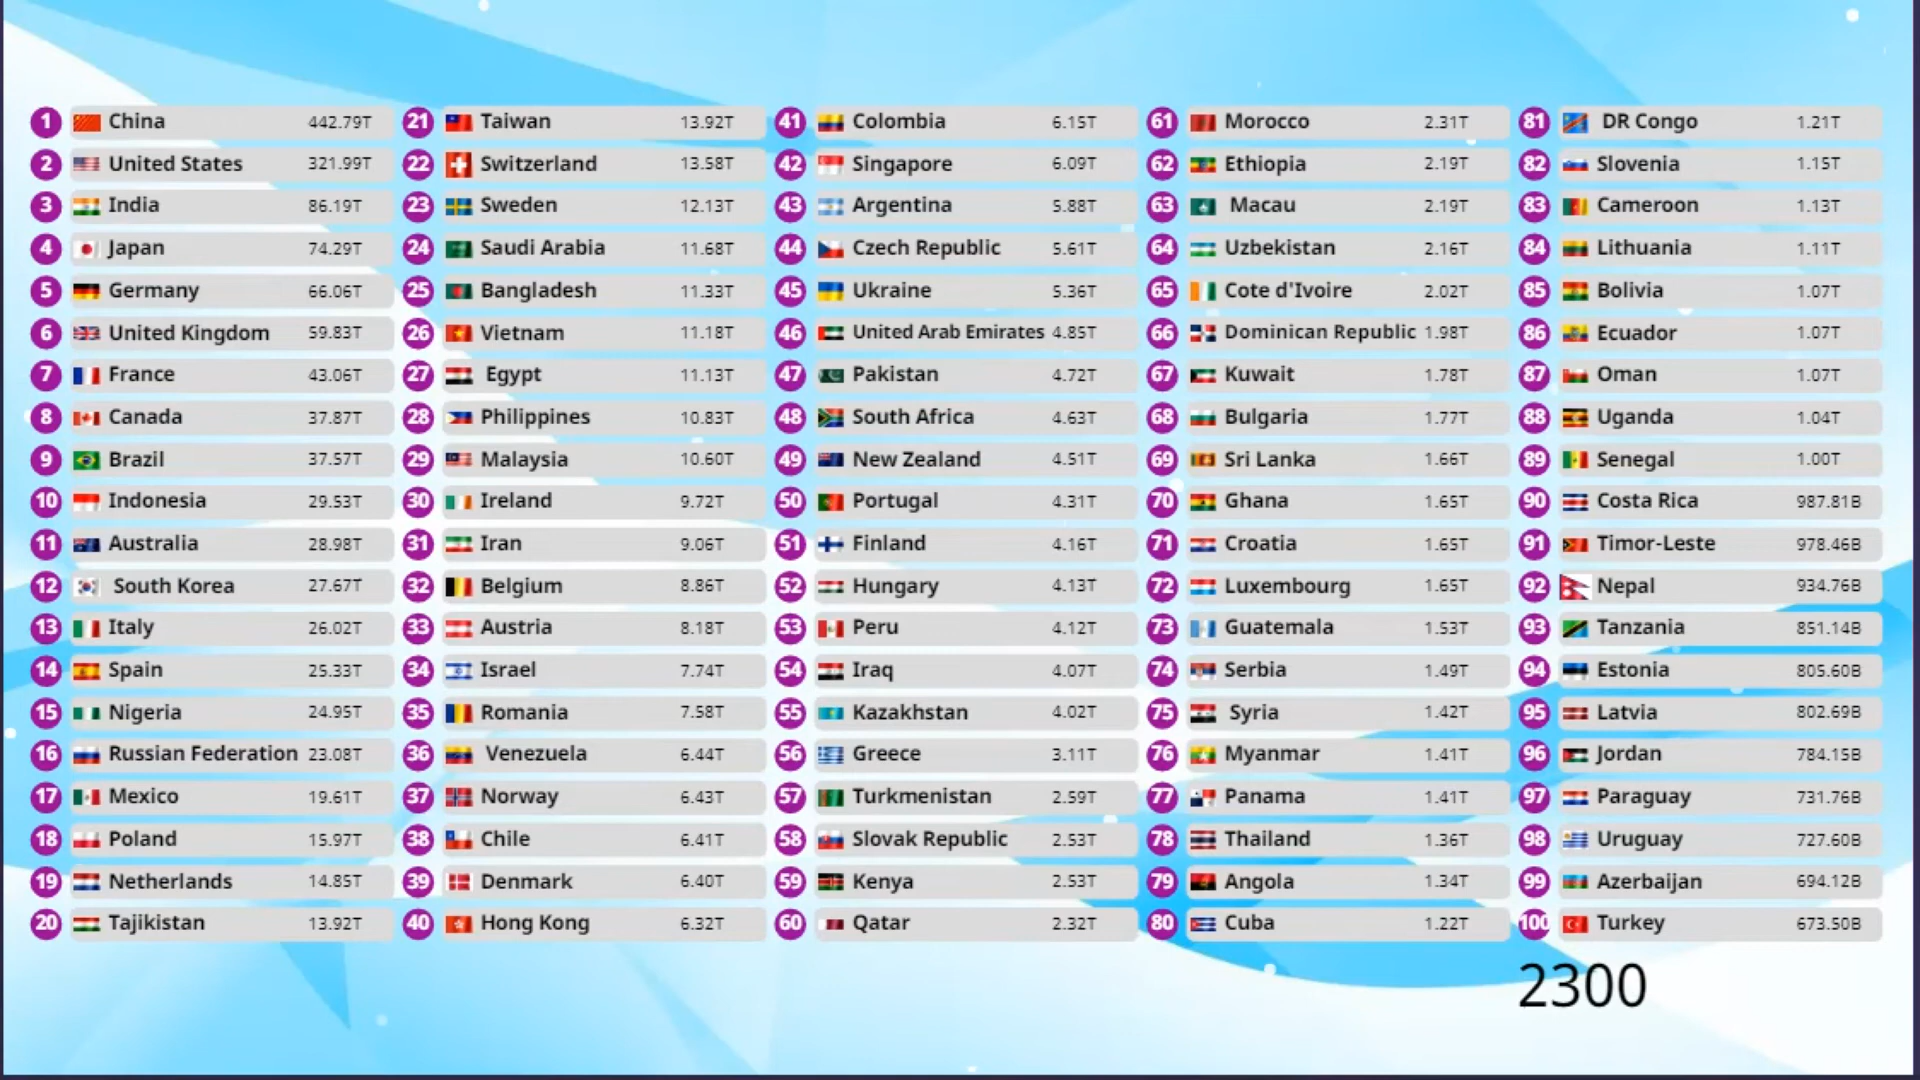 1 China 442.79T
2 United States 321.99T
3 India 86.19T
4 Japan 74.29T
5 Germany 66.06T
6 United Kingdom 59.83T
7 France 43.06T
8 Canada 37.87T
9 Brazil 37.57T
10 Indonesia 29.53T
11 Australia 28.98T
12 South Korea 27.67T
13 Italy 26.02T
14 Spain 25.33T
15 Nigeria 24.95T
16 Russian Federation 23.08T
17 Mexico 19.61T
18 Poland 15.97T
19 Netherlands 14.85T
20 Tajikistan 13.92T
21 Taiwan 13.92T
22 Switzerland 13.58T
23 Sweden 12.13T
24 Saudi Arabia 11.68T
25 Bangladesh 11.33T
26 Vietnam 11.18T
27 Egypt 11.13T
28 Philippines 10.83T
29 Malaysia 10.60T
30 Ireland 9.72T
31 Iran 9.06T
32 Belgium 8.86T
33 Austria 8.18T
34 Israel 7.74T
35 Romania 7.58T
36 Venezuela 6.44T
37 Norway 6.43T
38 Chile 6.41T
39 Denmark 6.40T
40 Hong Kong 6.32T
41 Colombia 6.15T
42 Singapore 6.09T
43 Argentina 5.88T
44 Czech Republic 5.61T
45 Ukraine 5.36T
46 United Arab Emirates 4.85T
47 Pakistan 4.72T
48 South Africa 4.63T
49 New Zealand 4.51T
50 Portugal 4.31T
51 Finland 4.16T
52 Hungary 4.13T
53 Peru 4.12T
54 Iraq 4.07T
55 Kazakhstan 4.02T
56 Greece 3.11T
57 Turkmenistan 2.59T
58 Slovak Republic 2.53T
59 Kenya 2.53T
60 Qatar 2.32T
61 Morocco 2.31T
62 Ethiopia 2.19T
63 Macau 2.19T
64 Uzbekistan 2.16T
65 Cote d'Ivoire 2.02T
66 Dominican Republic 1.98T
67 Kuwait 1.78T
68 Bulgaria 1.77T
69 Sri Lanka 1.66T
70 Ghana 1.65T
71 Croatia 1.65T
72 Luxembourg 1.65T
73 Guatemala 1.53T
74 Serbia 1.49T
75 Syria 1.42T
76 Myanmar 1.41T
77 Panama 1.41T
78 Thailand 1.36T
79 Angola 1.34T
80 Cuba 1.22T
81 DR Congo 1.21T
82 Slovenia 1.15T
83 Cameroon 1.13T
84 Lithuania 1.11T
85 Bolivia 1.07T
86 Ecuador 1.07T
87 Oman 1.07T
88 Uganda 1.04T
89 Senegal 1.00T
90 Costa Rica 987.81B
91 Timor-Leste 978.46B
92 Nepal 934.76B
93 Tanzania 851.14B
94 Estonia 805.60B
95 Latvia 802.69B
96 Jordan 784.15B
97 Paraguay 731.76B
98 Uruguay 727.60B
99 Azerbaijan 694.12B
100 Turkey 673.50B
2300